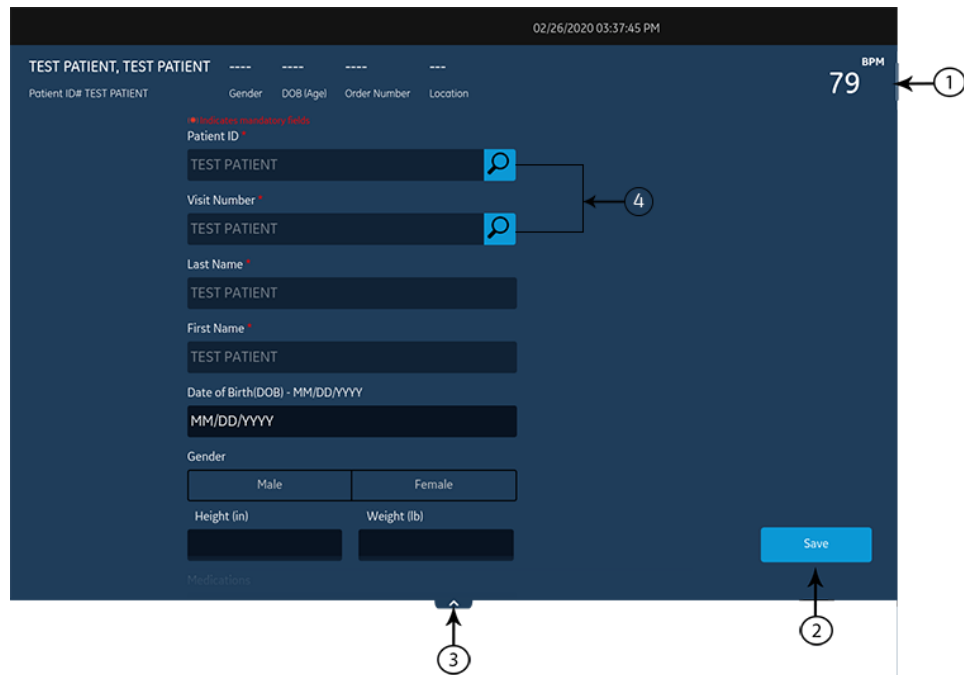 02/26/2020 03:37:45 PM
TEST PATIENT, TEST PATIENT ---- ---- ---- ---
Patient ID# TEST PATIENT Gender DOB (Age) Order Number Location
BPM
79
1
(*)Indicates mandatory fields
Patient ID *
TEST PATIENT
4
Visit Number *
TEST PATIENT
Last Name *
TEST PATIENT
First Name *
TEST PATIENT
Date of Birth(DOB) - MM/DD/YYYY
MM/DD/YYYY
Gender
Male Female
Height (in) Weight (lb)
Save
Medications
2
3